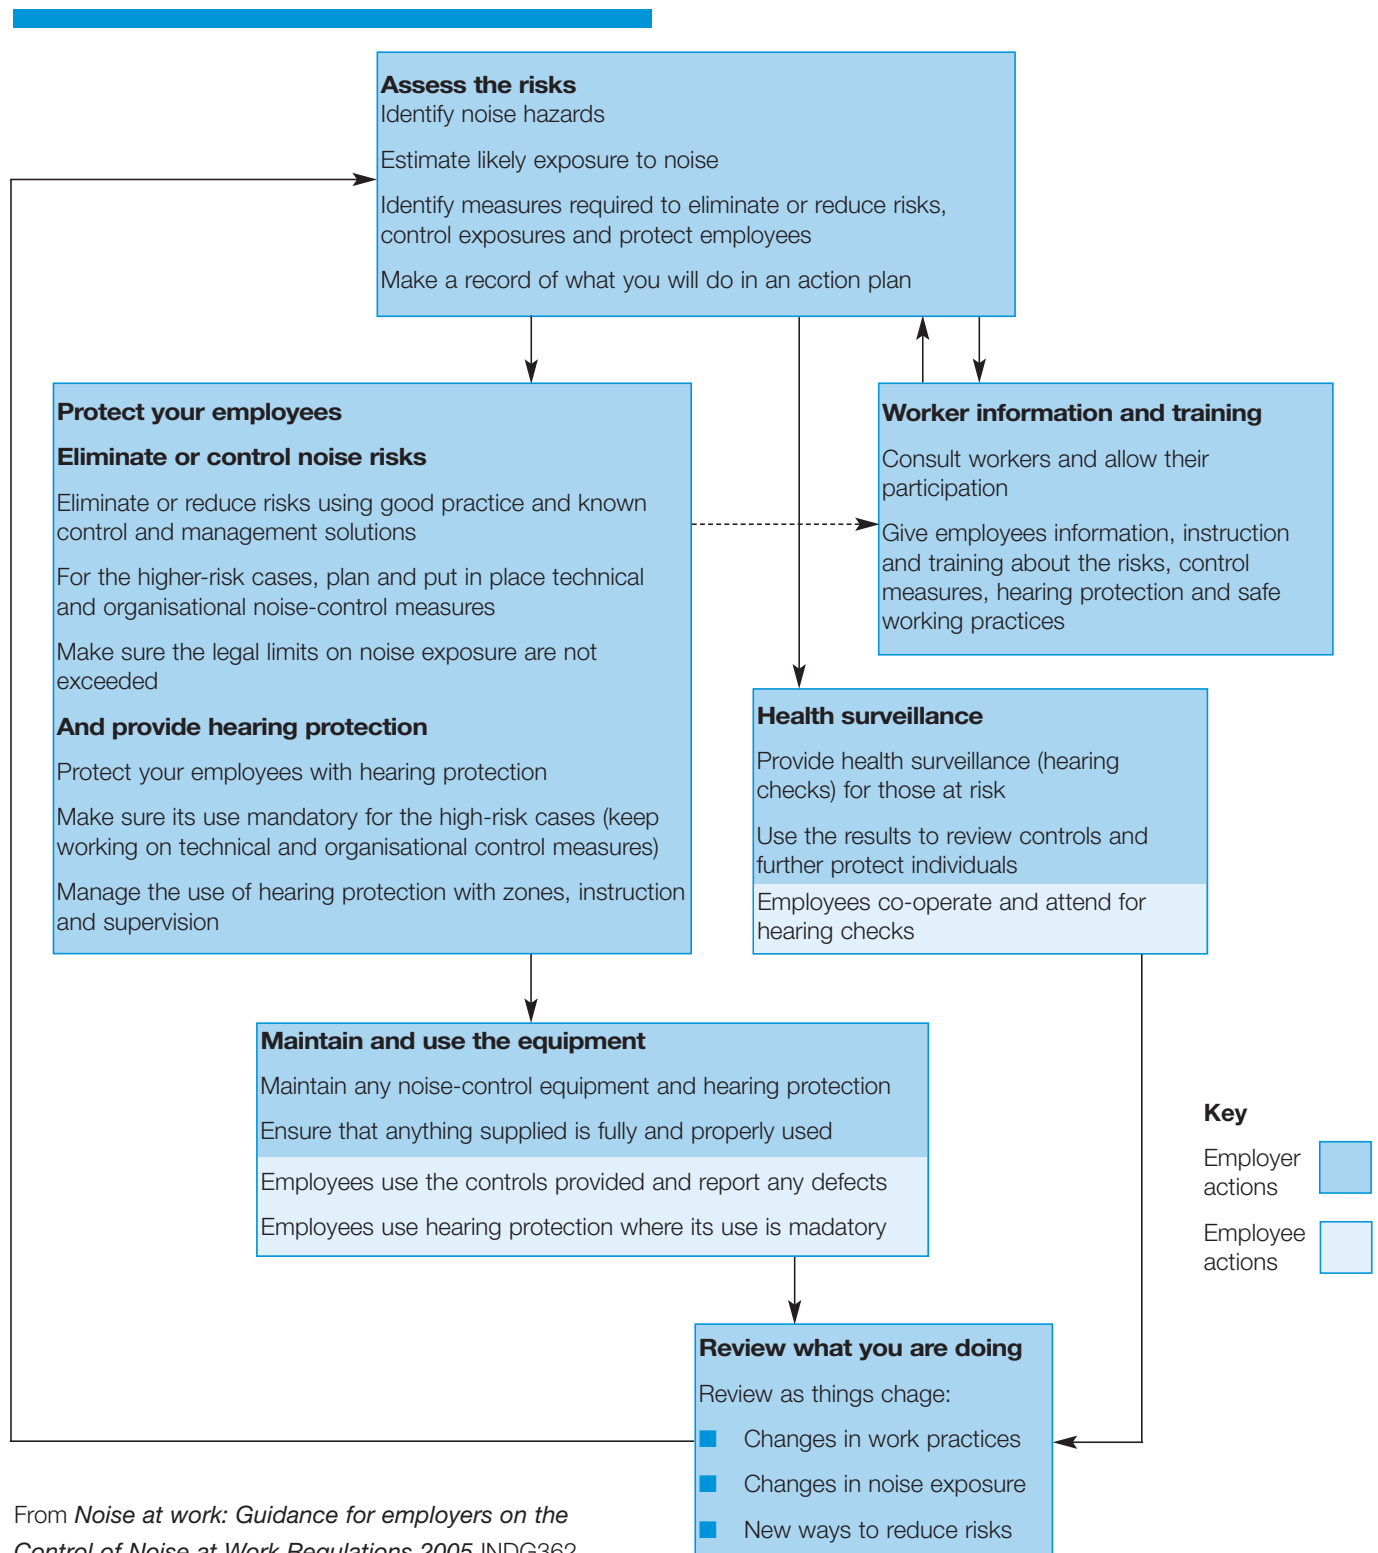 Assess the risks
Identify noise hazards
Estimate likely exposure to noise
Identify measures required to eliminate or reduce risks,
control exposures and protect employees
Make a record of what you will do in an action plan
Protect your employees
Eliminate or control noise risks
Eliminate or reduce risks using good practice and known
control and management solutions
For the higher-risk cases, plan and put in place technical
and organisational noise-control measures
Make sure the legal limits on noise exposure are not
exceeded
And provide hearing protection
Protect your employees with hearing protection
Make sure its use mandatory for the high-risk cases (keep
working on technical and organisational control measures)
Manage the use of hearing protection with zones, instruction
and supervision
Worker information and training
Consult workers and allow their
participation
Give employees information, instruction
and training about the risks, control
measures, hearing protection and safe
working practices
Health surveillance
Provide health surveillance (hearing
checks) for those at risk
Use the results to review controls and
further protect individuals
Employees co-operate and attend for
hearing checks
Maintain and use the equipment
Maintain any noise-control equipment and hearing protection
Ensure that anything supplied is fully and properly used
Employees use the controls provided and report any defects
Employees use hearing protection where its use is madatory
Key
Employer
actions
Employee
actions
Review what you are doing
Review as things chage:
Changes in work practices
Changes in noise exposure
New ways to reduce risks
From Noise at work: Guidance for employers on the
Control of Noise at Work Regulations 2005 INDG362